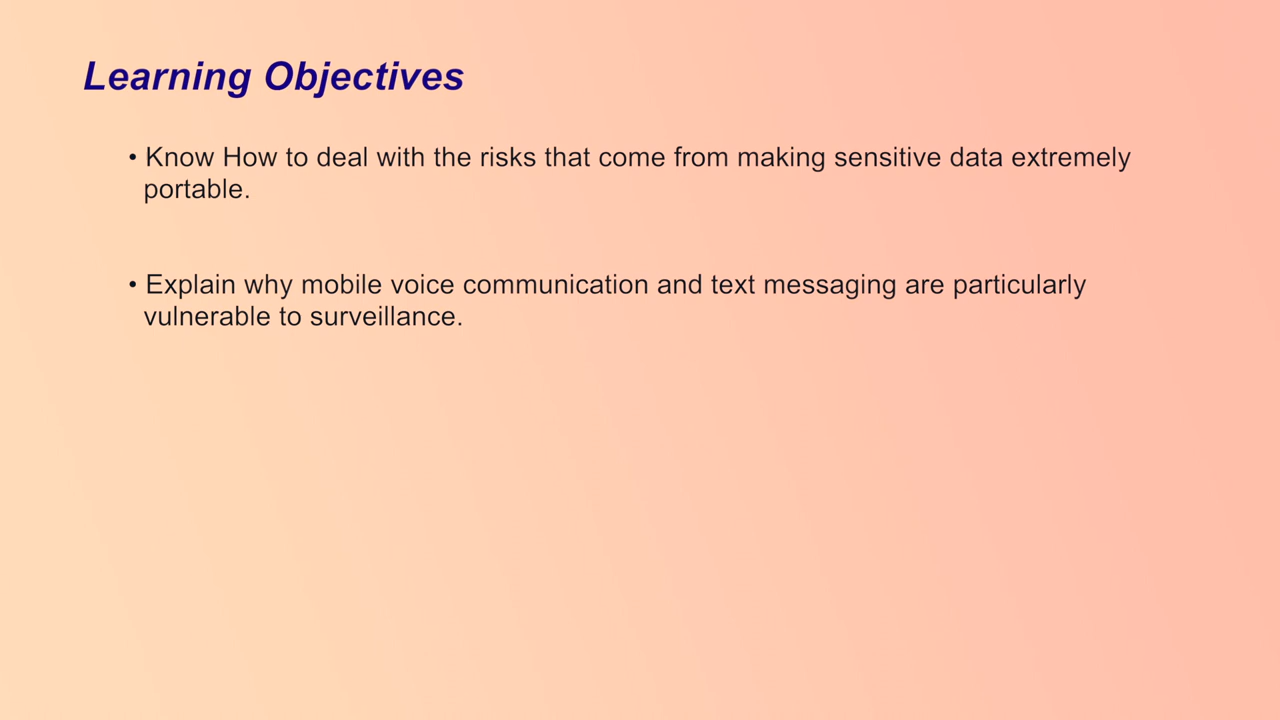 Learning Objectives
• Know How to deal with the risks that come from making sensitive data extremely
portable.
• Explain why mobile voice communication and text messaging are particularly
vulnerable to surveillance.